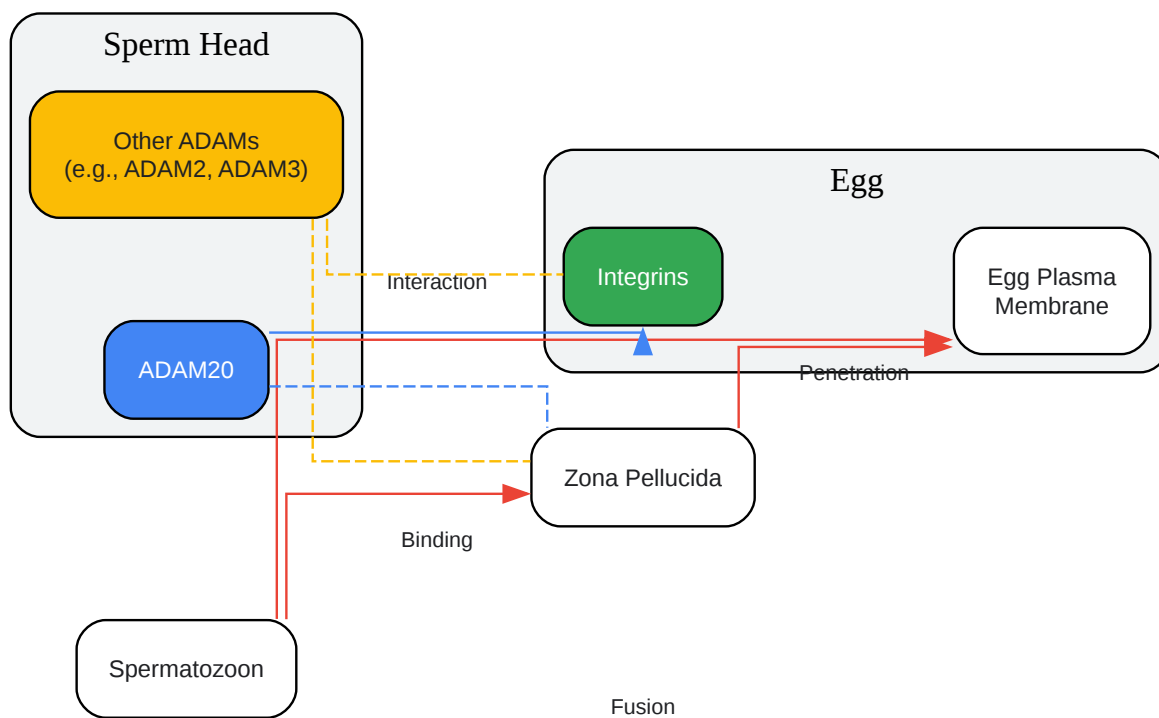 Sperm Head
Other ADAMs
(e.g., ADAM2, ADAM3)
Egg
Integrins
Egg Plasma
Membrane
Interaction
ADAM20
Penetration
Zona Pellucida
Binding
Spermatozoon
Fusion